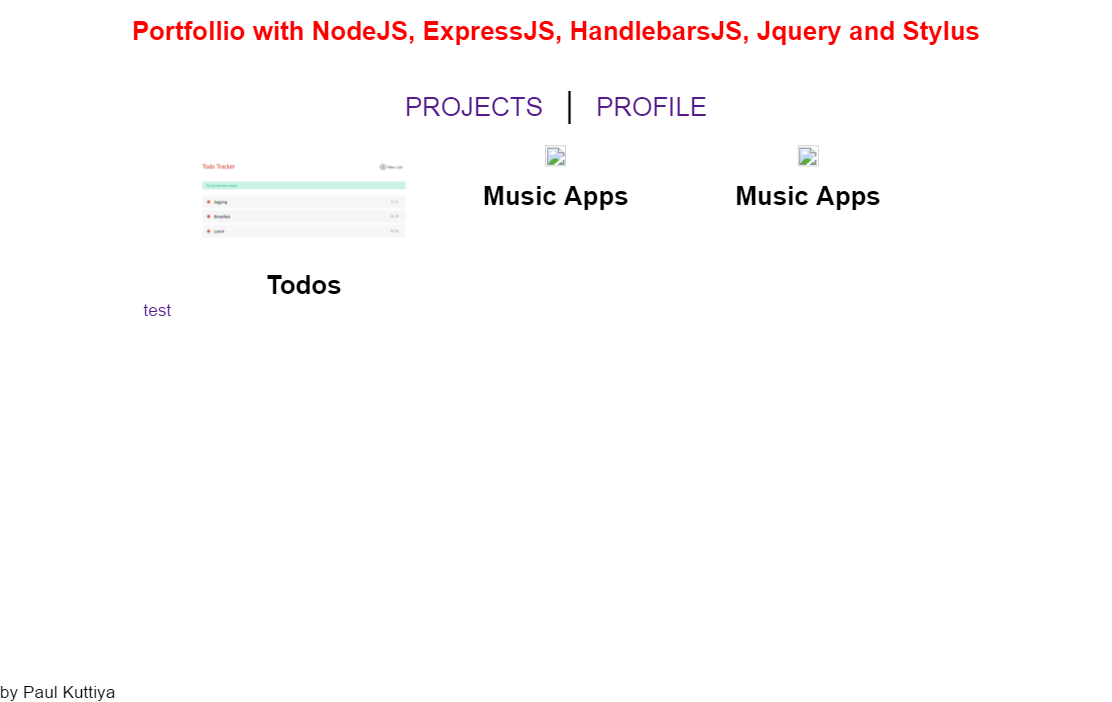 Portfollio with NodeJS, ExpressJS, HandlebarsJS, Jquery and Stylus
PROJECTS | PROFILE
Todo Tracker
New List
Jogging
Breakfast
Lunch
Music Apps
Music Apps
Todos
test
by Paul Kuttiya